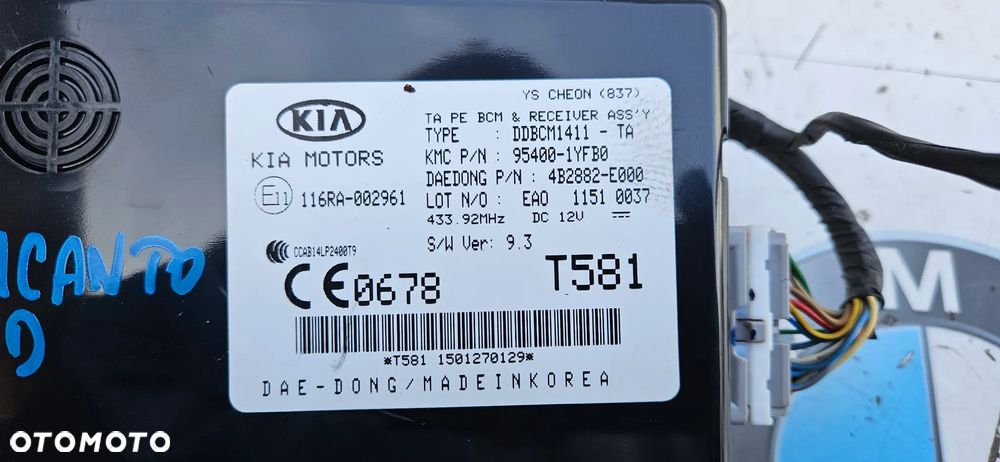 YS CHEON (837)
KIA
TA PE BCM & RECEIVER ASS'Y
TYPE : DDBCM1411 - TA
KIA MOTORS
KMC P/N : 95400-1YFB0
DAEDONG P/N : 4B2882-E000
E11 116RA-002961
LOT N/O : EAO 1151 0037
433.92MHz DC 12V
S/W Ver: 9.3
CCAB14LP2400T9
CE0678
T581
*T581 1501270129*
DAE-DONG/MADEINKOREA
ICANTO
D
M
OTOMOTO
OTOMOTO